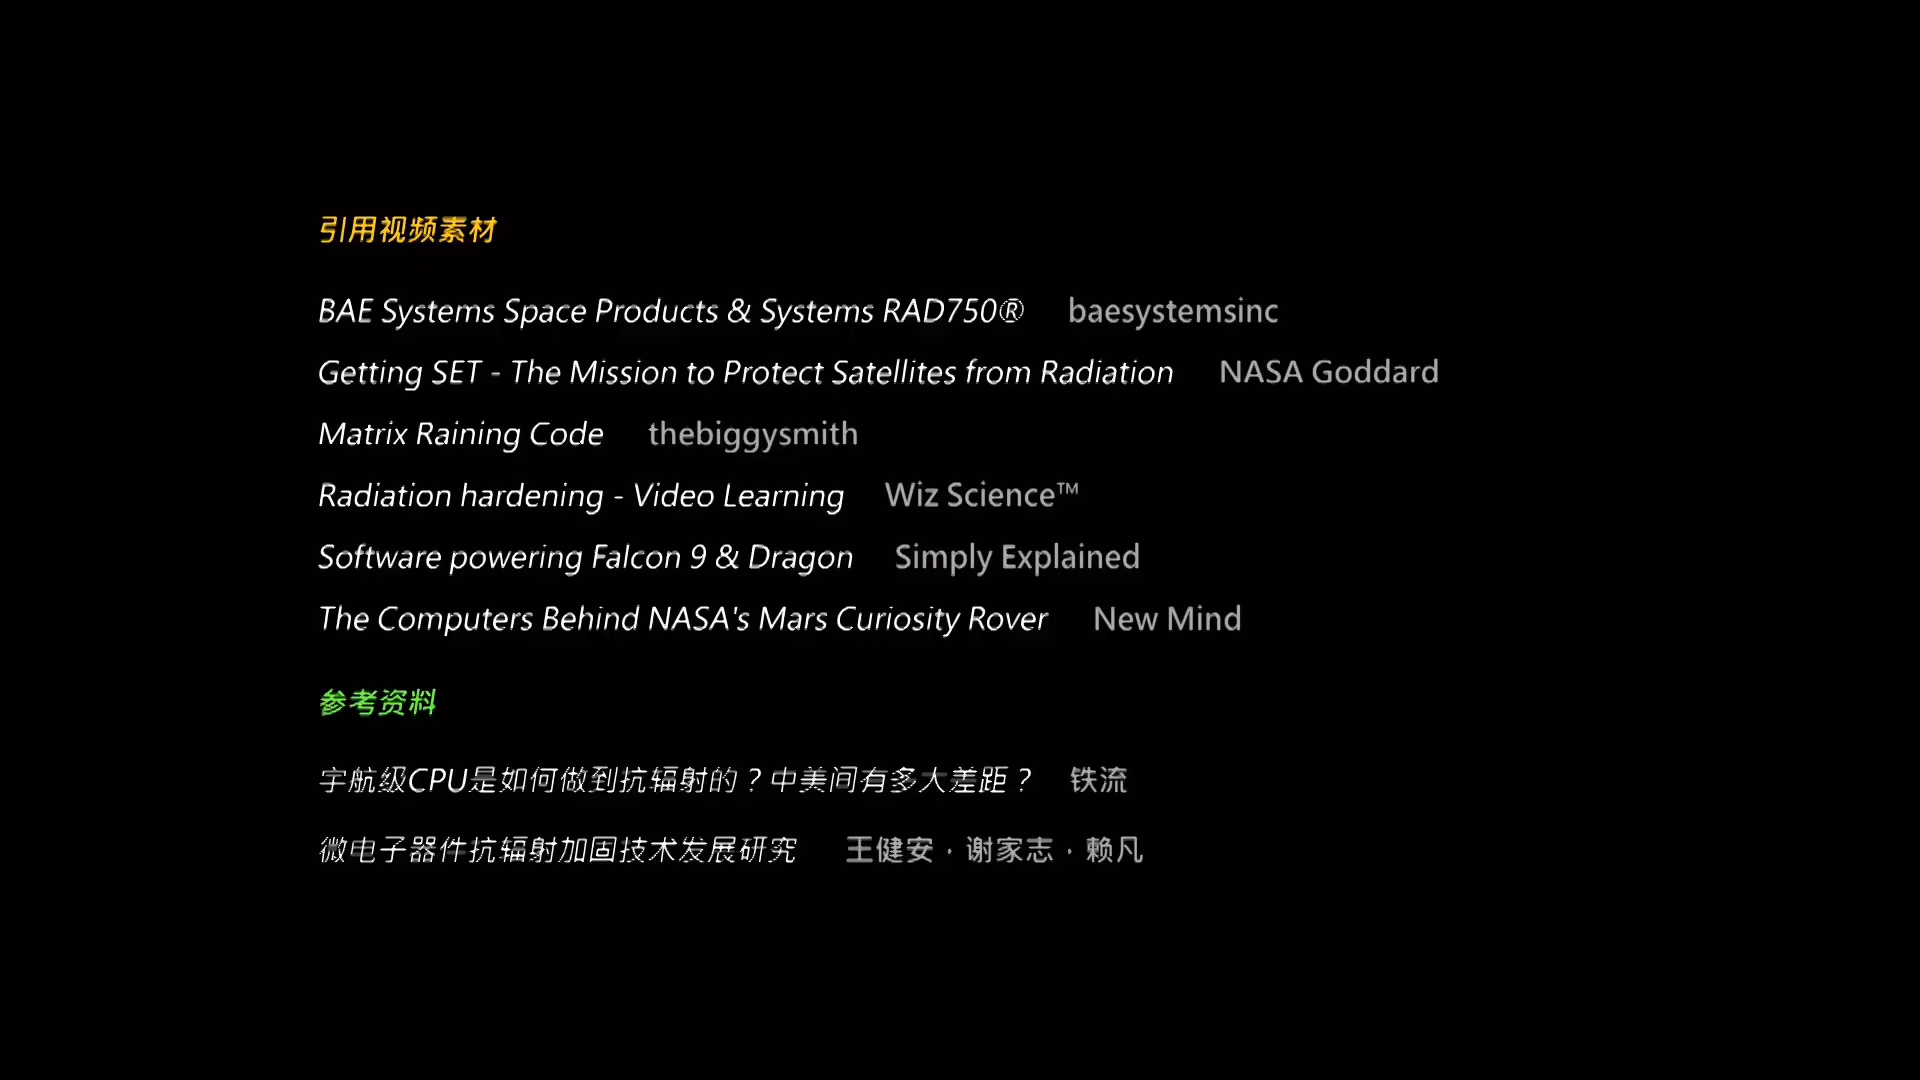 引用视频素材
BAE Systems Space Products & Systems RAD750® baesystemsinc
Getting SET - The Mission to Protect Satellites from Radiation NASA Goddard
Matrix Raining Code thebiggysmith
Radiation hardening - Video Learning Wiz Science™
Software powering Falcon 9 & Dragon Simply Explained
The Computers Behind NASA's Mars Curiosity Rover New Mind
参考资料
宇航级CPU是如何做到抗辐射的？中美间有多大差距？ 铁流
微电子器件抗辐射加固技术发展研究 王健安·谢家志·赖凡